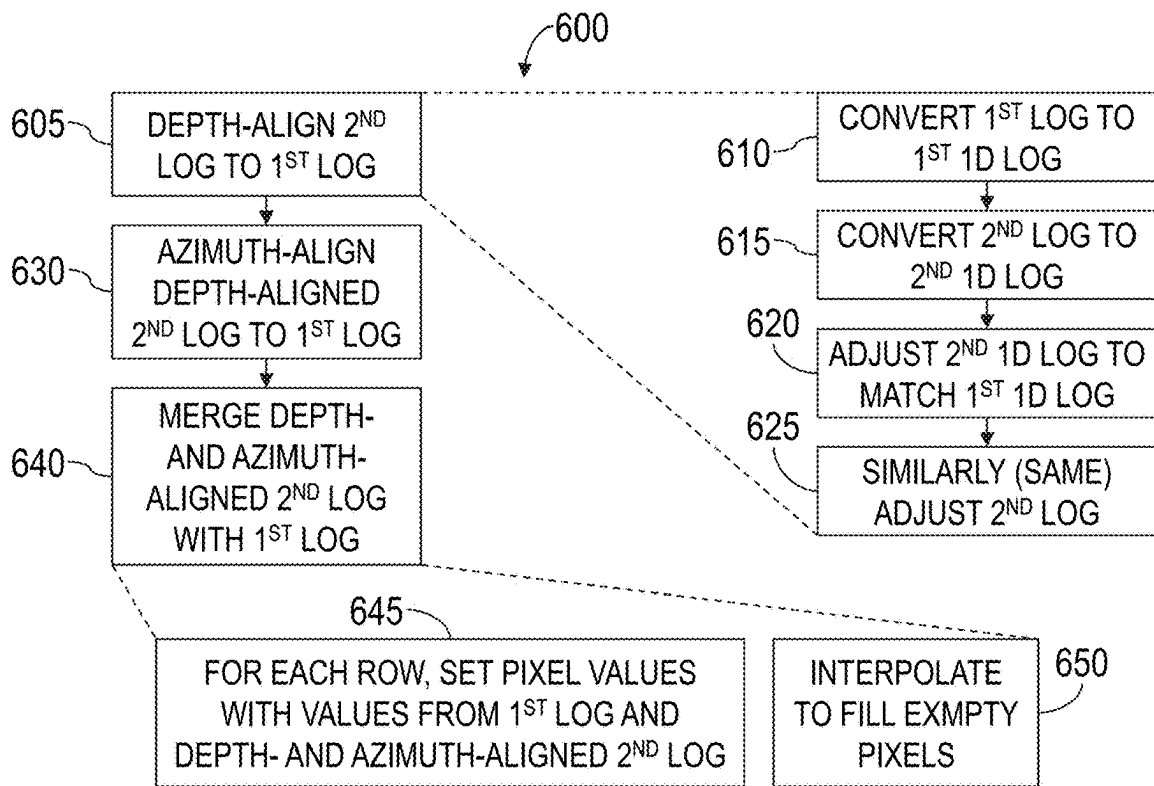 600
605
DEPTH-ALIGN 2ND
LOG TO 1ST LOG
630
AZIMUTH-ALIGN
DEPTH-ALIGNED
2ND LOG TO 1ST LOG
640
MERGE DEPTH-
AND AZIMUTH-
ALIGNED 2ND LOG
WITH 1ST LOG
610
CONVERT 1ST LOG TO
1ST 1D LOG
615
CONVERT 2ND LOG TO
2ND 1D LOG
620
ADJUST 2ND 1D LOG TO
MATCH 1ST 1D LOG
625
SIMILARLY (SAME)
ADJUST 2ND LOG
645
FOR EACH ROW, SET PIXEL VALUES
WITH VALUES FROM 1ST LOG AND
DEPTH- AND AZIMUTH-ALIGNED 2ND LOG
650
INTERPOLATE
TO FILL EXMPTY
PIXELS